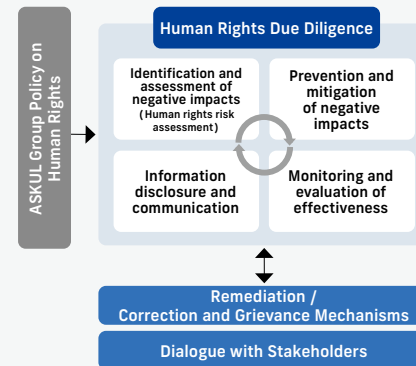 ASKUL Group Policy on
Human Rights
Human Rights Due Diligence
Identification and
assessment of
negative impacts
(Human rights risk
assessment)
Prevention and
mitigation
of negative
impacts
Information
disclosure and
communication
Monitoring and
evaluation of
effectiveness
Remediation /
Correction and Grievance Mechanisms
Dialogue with Stakeholders